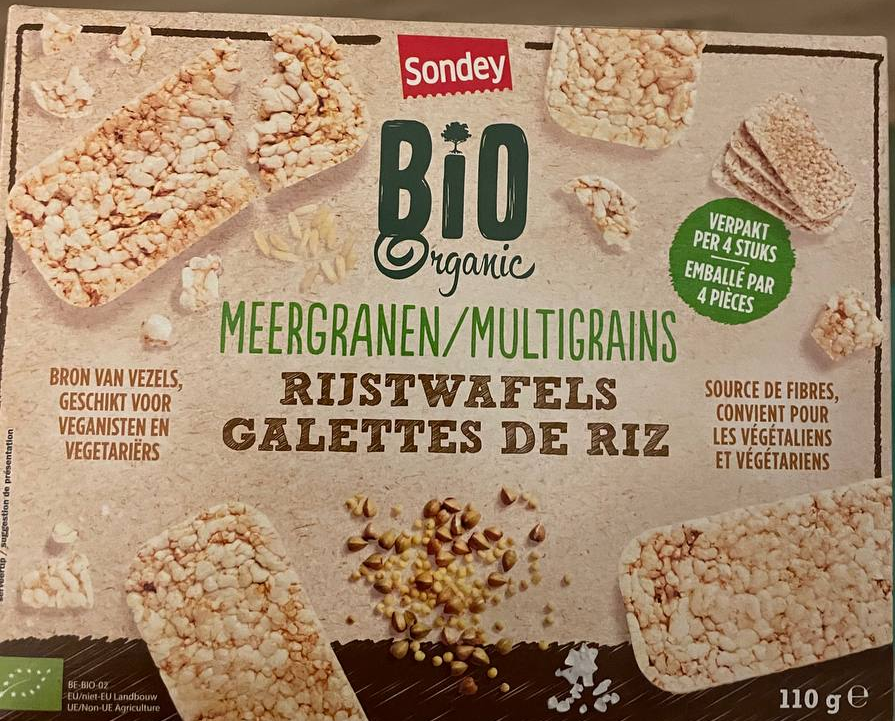 Sondey
BiO
Organic
VERPAKT
PER 4 STUKS
EMBALLÉ PAR
4 PIÈCES
MEERGRANEN/MULTIGRAINS
RIJSTWAFELS
GALETTES DE RIZ
BRON VAN VEZELS,
GESCHIKT VOOR
VEGANISTEN EN
VEGETARIËRS
SOURCE DE FIBRES,
CONVIENT POUR
LES VÉGÉTALIENS
ET VÉGÉTARIENS
suggestion de présentation
BE-BIO-02
EU/niet-EU Landbouw
UE/Non-UE Agriculture
110 g e